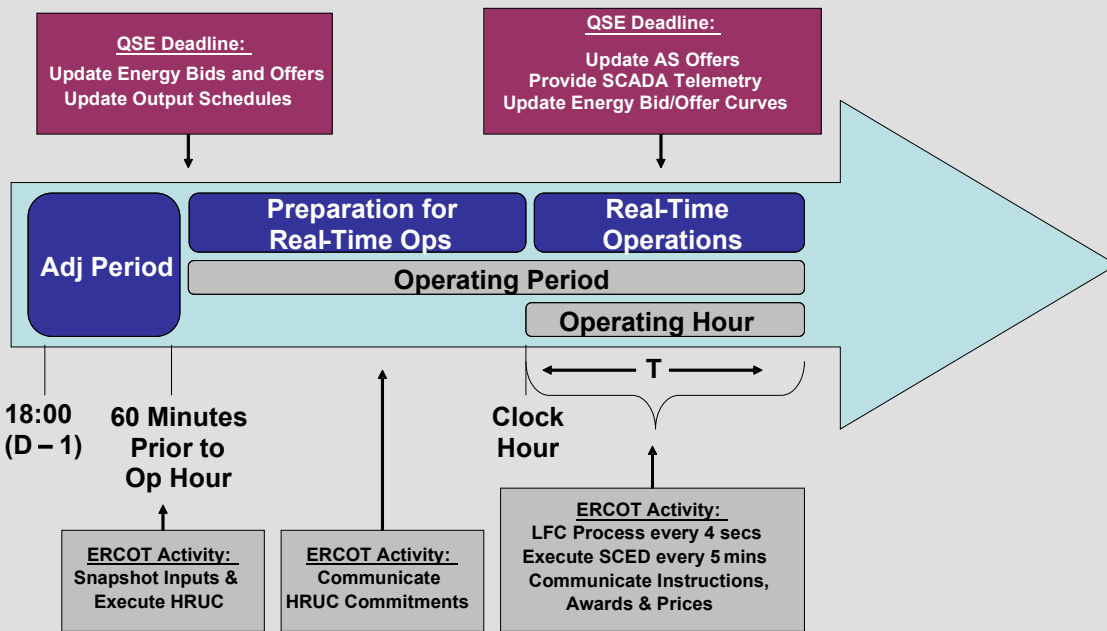 QSE Deadline:
Update Energy Bids and Offers
Update Output Schedules
QSE Deadline:
Update AS Offers
Provide SCADA Telemetry
Update Energy Bid/Offer Curves
Adj Period
Preparation for
Real-Time Ops
Real-Time
Operations
Operating Period
Operating Hour
T
18:00
(D – 1)
60 Minutes
Prior to
Op Hour
Clock
Hour
ERCOT Activity:
Snapshot Inputs &
Execute HRUC
ERCOT Activity:
Communicate
HRUC Commitments
ERCOT Activity:
LFC Process every 4 secs
Execute SCED every 5 mins
Communicate Instructions,
Awards & Prices